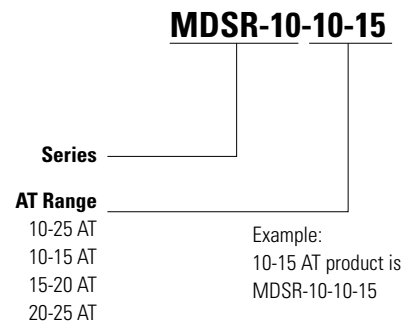 MDSR-10-10-15
Series
AT Range
10-25 AT
10-15 AT
15-20 AT
20-25 AT
Example:
10-15 AT product is
MDSR-10-10-15